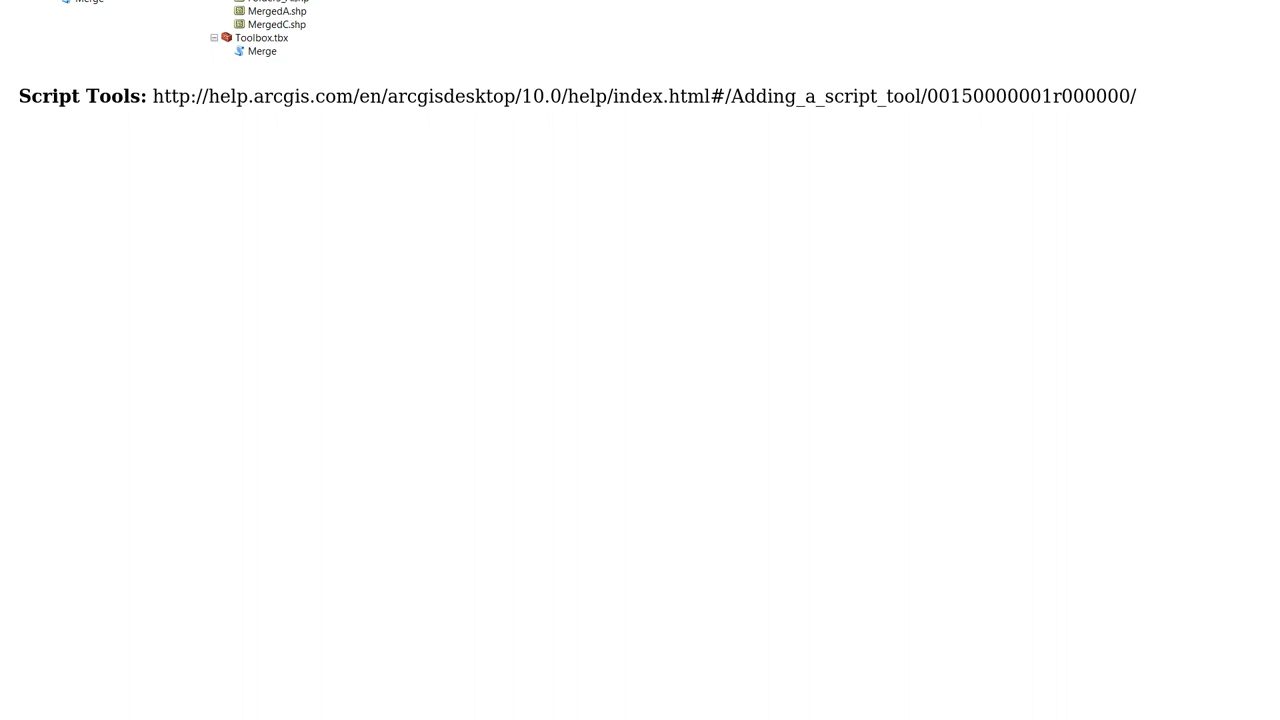 Merge
MergedA.shp
MergedC.shp
Toolbox.tbx
Merge
Script Tools: http://help.arcgis.com/en/arcgisdesktop/10.0/help/index.html#/Adding_a_script_tool/00150000001r000000/